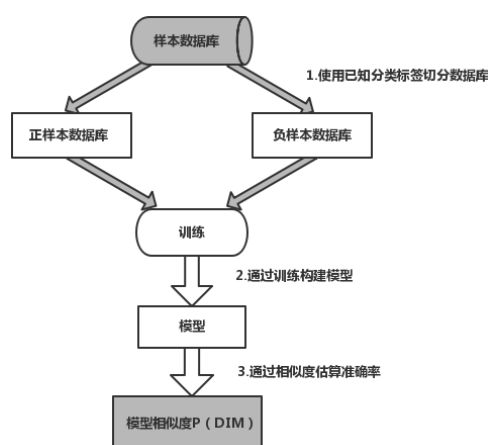 样本数据库
1.使用已知分类标签切分数据库
正样本数据库
负样本数据库
训练
2.通过训练构建模型
模型
3.通过相似度估算准确率
模型相似度P（DIM）